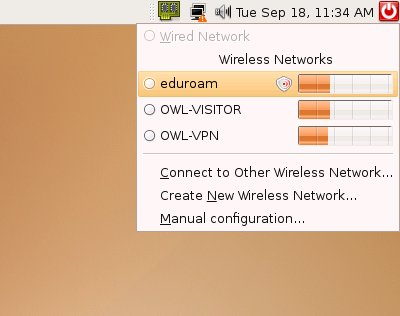 Tue Sep 18, 11:34 AM
Wired Network
Wireless Networks
eduroam
OWL-VISITOR
OWL-VPN
Connect to Other Wireless Network...
Create New Wireless Network...
Manual configuration...